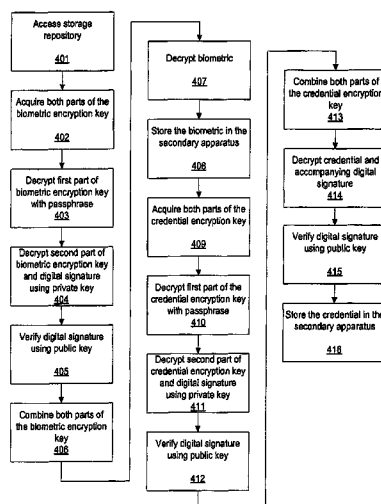 Access storage
repository
401
Acquire both parts of the
biometric encryption key
402
Decrypt first part of
biometric encryption key
with passphrase
403
Decrypt second part of
biometric encryption key
and digital signature
using private key
404
Verify digital signature
using public key
405
Combine both parts of
the biometric encryption
key
406
Decrypt biometric
407
Store the biometric in the
secondary apparatus
408
Acquire both parts of the
credential encryption key
409
Decrypt first part of the
credential encryption key
with passphrase
410
Decrypt second part of
credential encryption key
and digital signature
using private key
411
Verify digital signature
using public key
412
Combine both parts of
the credential encryption
key
413
Decrypt credential and
accompanying digital
signature
414
Verify digital signature
using public key
415
Store the credential in the
secondary apparatus
416